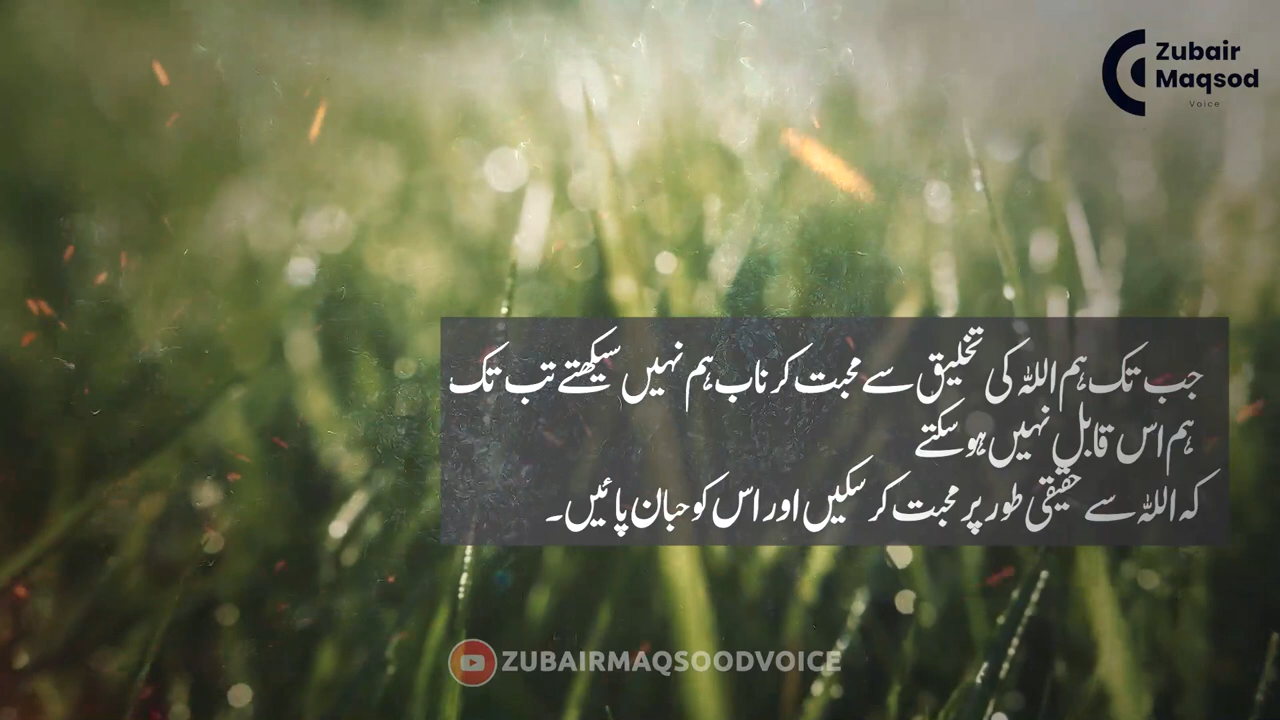 Zubair
Maqsod
Voice
جب تک ہم اللہ کی تخلیق سے محبت کرناب ہم نہیں سیکھتے تب تک
ہم اس قابل نہیں ہو سکتے
کہ اللہ سے حقیقی طور پر محبت کر سکیں اور اس کو جان پائیں۔
ZUBAIRMAQSOODVOICE